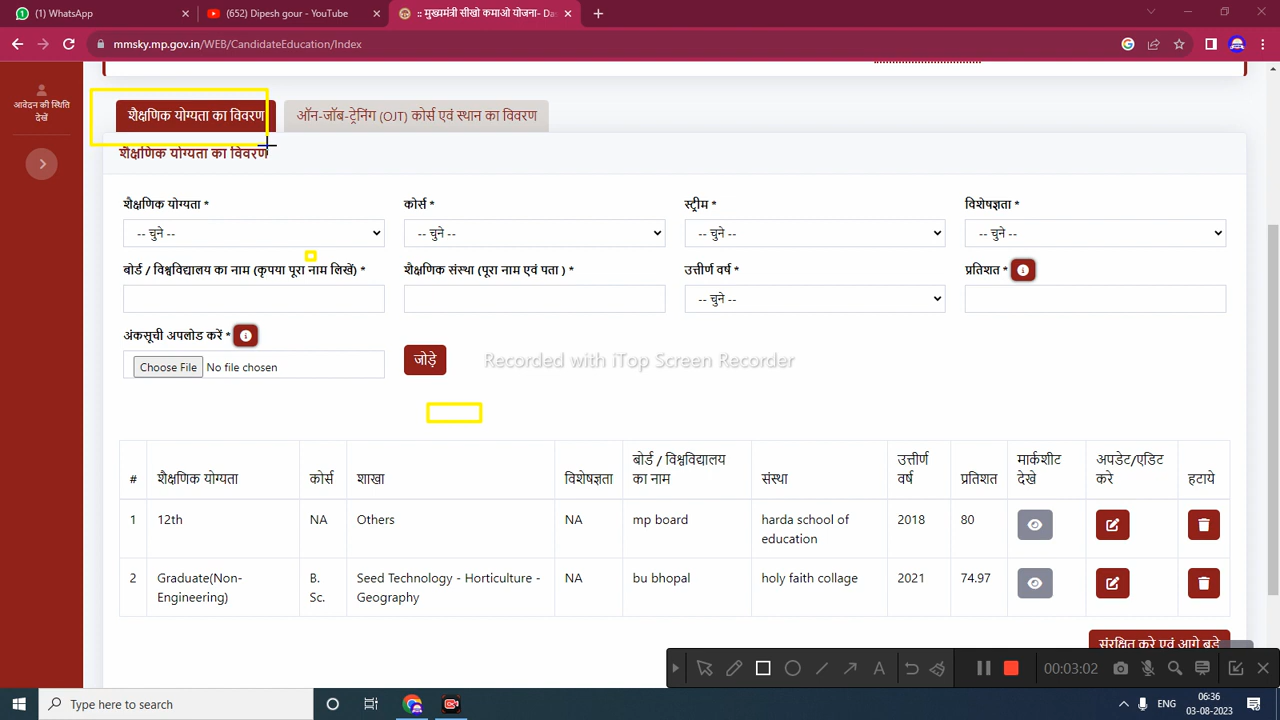 (1) WhatsApp
(652) Dipesh gour - YouTube
:: मुख्यमंत्री सीखो कमाओ योजना- Da
mmsky.mp.gov.in/WEB/CandidateEducation/Index
आवेदन की स्थिति
देखें
शैक्षणिक योग्यता का विवरण
ऑन-जॉब-ट्रेनिंग (OJT) कोर्स एवं स्थान का विवरण
शैक्षणिक योग्यता का विवरण
शैक्षणिक योग्यता * कोर्स * स्ट्रीम * विशेषज्ञता *
-- चुने -- -- चुने -- -- चुने -- -- चुने --
बोर्ड / विश्वविद्यालय का नाम (कृपया पूरा नाम लिखें) * शैक्षणिक संस्था (पूरा नाम एवं पता ) * उत्तीर्ण वर्ष * प्रतिशत *
-- चुने --
अंकसूची अपलोड करें *
Choose File No file chosen
जोड़े
Recorded with iTop Screen Recorder
# शैक्षणिक योग्यता कोर्स शाखा विशेषज्ञता बोर्ड / विश्वविद्यालय का नाम संस्था उत्तीर्ण वर्ष प्रतिशत मार्कशीट देखे अपडेट/एडिट करे हटाये
1 12th NA Others NA mp board harda school of education 2018 80
2 Graduate(Non-Engineering) B. Sc. Seed Technology - Horticulture - Geography NA bu bhopal holy faith collage 2021 74.97
संरक्षित करे एवं आगे बड़े
00:03:02
Type here to search
ENG
06:36
03-08-2023